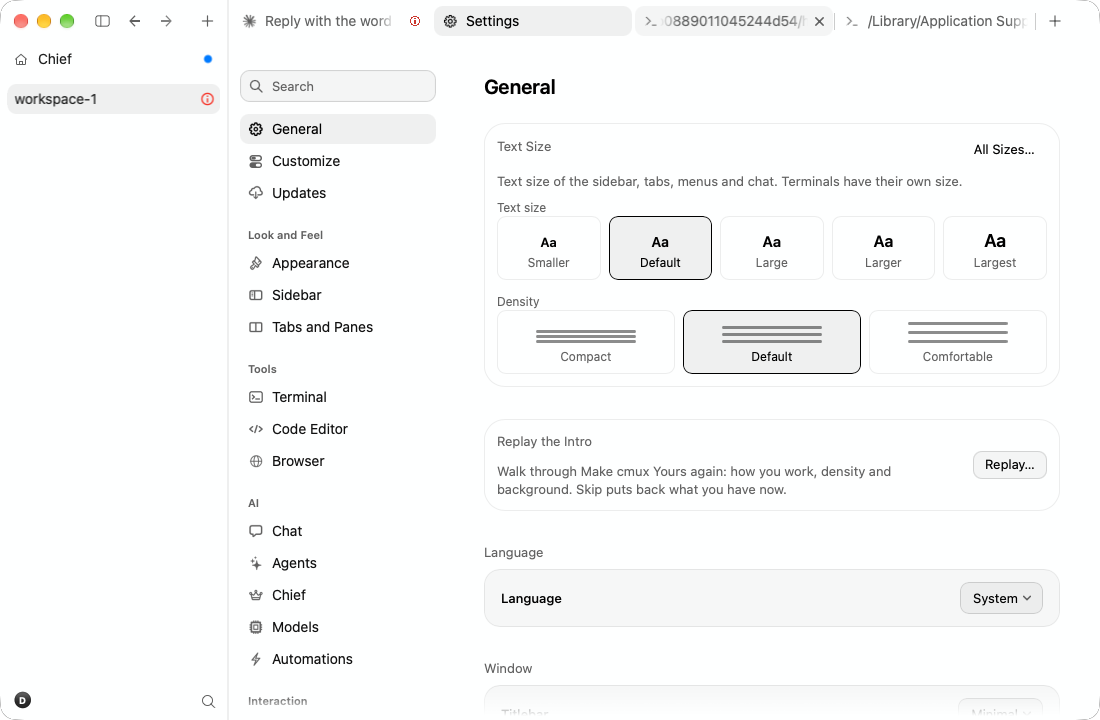 Reply with the word
Settings
0889011045244d54/
/Library/Application Supp
Chief
workspace-1
Search
General
Customize
Updates
Look and Feel
Appearance
Sidebar
Tabs and Panes
Tools
Terminal
Code Editor
Browser
AI
Chat
Agents
Chief
Models
Automations
Interaction
D
General
Text Size
All Sizes...
Text size of the sidebar, tabs, menus and chat. Terminals have their own size.
Text size
Aa Aa Aa Aa Aa
Smaller Default Large Larger Largest
Density
Compact Default Comfortable
Replay the Intro
Walk through Make cmux Yours again: how you work, density and
background. Skip puts back what you have now.
Replay...
Language
Language
System
Window
Titlebar
Minimal